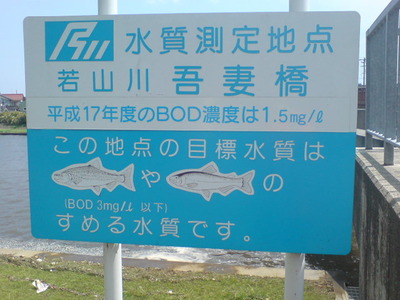 水質測定地点
若山川 吾妻橋
平成17年度のBOD濃度は1.5mg/ℓ
この地点の目標水質は
や の
(BOD 3mg/ℓ 以下)
すめる水質です。